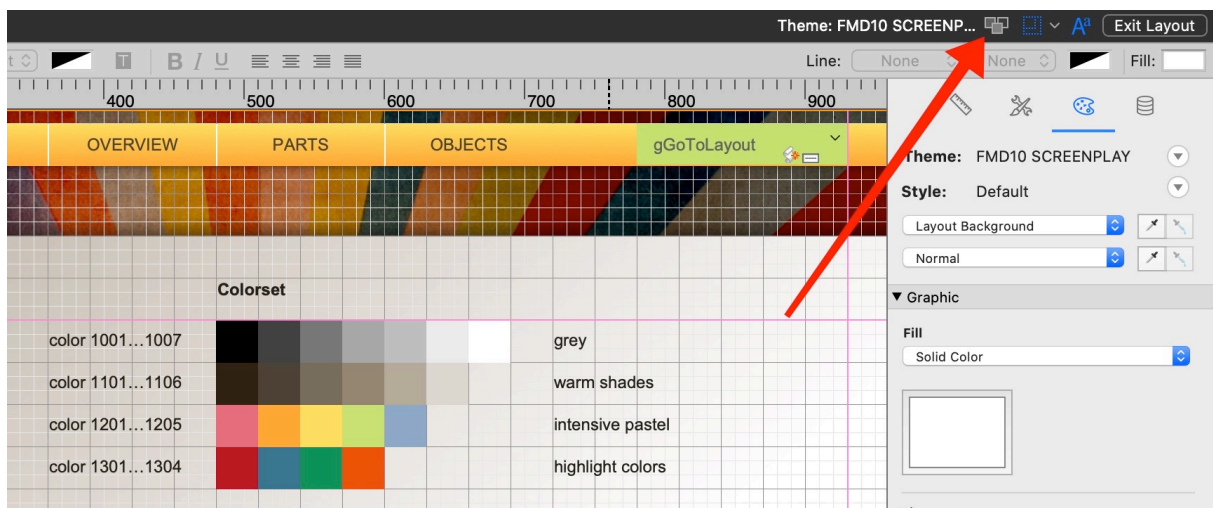 Theme: FMD10 SCREENP... Aa Exit Layout
t B I U Line: None None Fill:
400 500 600 700 800 900
OVERVIEW PARTS OBJECTS gGoToLayout
Theme: FMD10 SCREENPLAY
Style: Default
Layout Background
Normal
Graphic
Fill
Solid Color
Colorset
color 1001...1007 grey
color 1101...1106 warm shades
color 1201...1205 intensive pastel
color 1301...1304 highlight colors